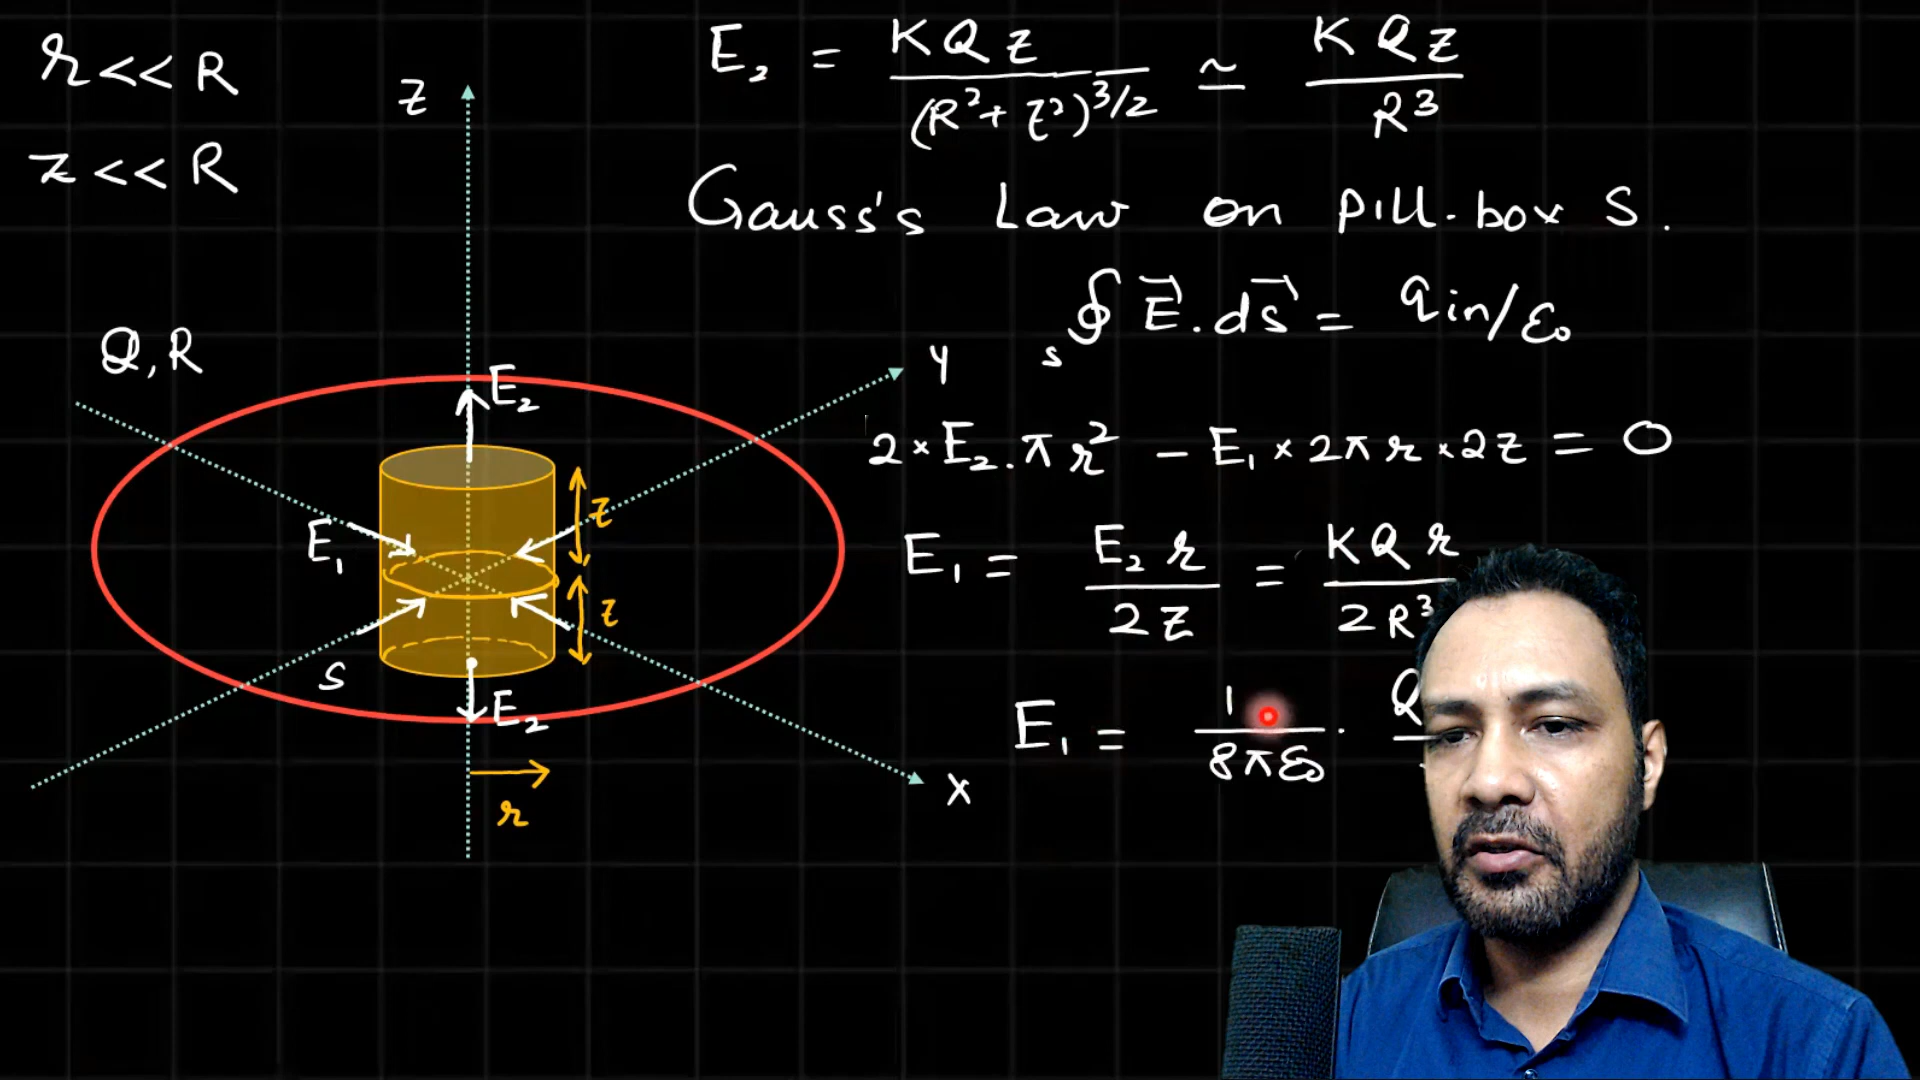 r << R
z << R
Z
Q, R
E₂
y
E₁
z
z
S
E₂
x
r
E₂ = KQz/(R²+z²)^3/2 ≃ KQz/R³
Gauss's Law on pill-box S.
∮ₛ E⃗.ds⃗ = qin/ε₀
2×E₂.πr² – E₁×2πr×2z = 0
E₁ = E₂r/2z = KQr/2R³
E₁ = 1/8πε₀ . Q